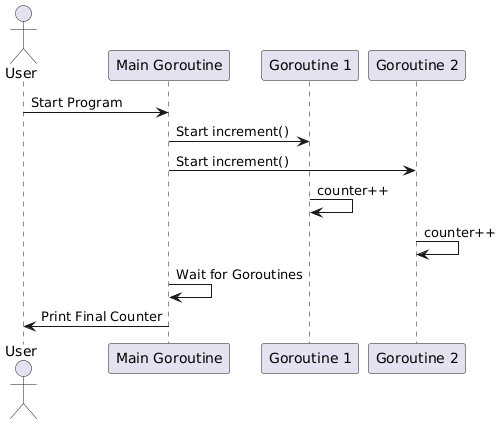 User
Main Goroutine
Goroutine 1
Goroutine 2
Start Program
Start increment()
Start increment()
counter++
counter++
Wait for Goroutines
Print Final Counter
User
Main Goroutine
Goroutine 1
Goroutine 2